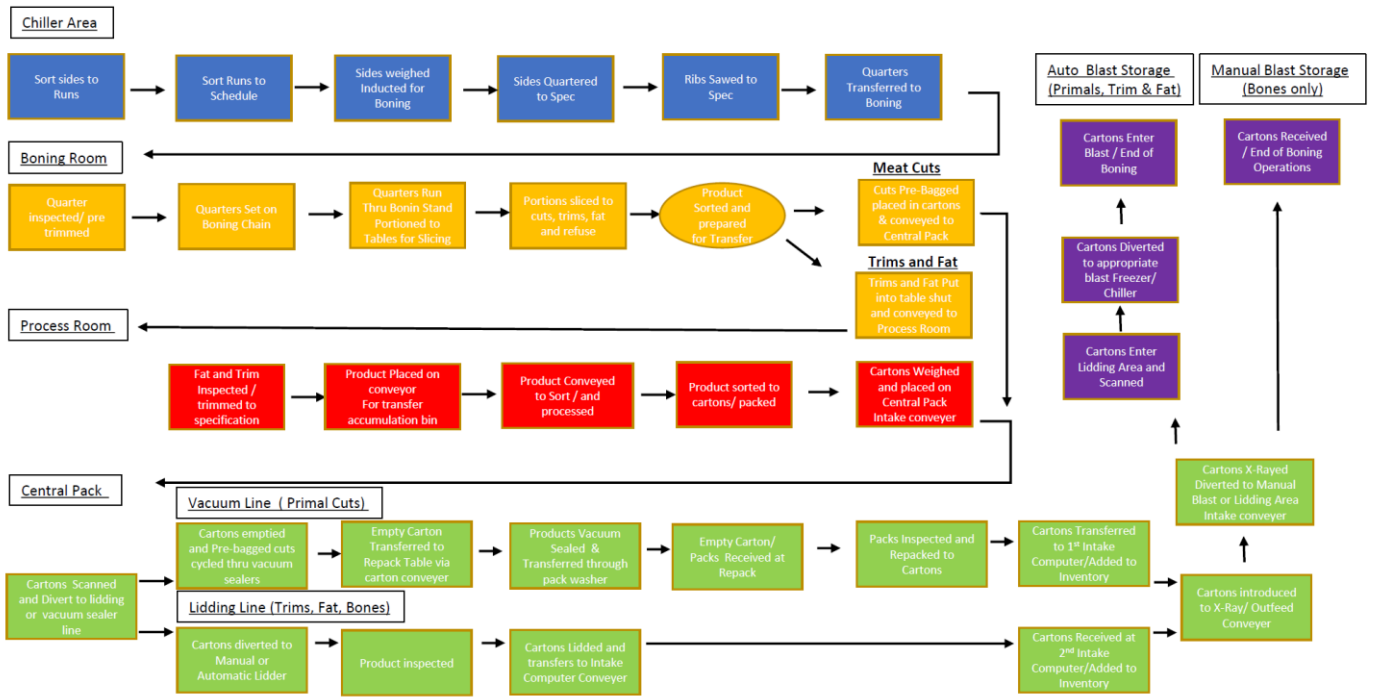 Chiller Area
Sort sides to
Runs
Sort Runs to
Schedule
Sides weighed
Inducted for
Boning
Sides Quartered
to Spec
Ribs Sawed to
Spec
Quarters
Transferred to
Boning
Auto Blast Storage
(Primals, Trim & Fat)
Manual Blast Storage
(Bones only)
Cartons Enter
Blast / End of
Boning
Cartons Received
/ End of Boning
Operations
Boning Room
Quarter
inspected/ pre
trimmed
Quarters Set on
Boning Chain
Quarters Run
Thru Bonin Stand
Portioned to
Tables for Slicing
Portions sliced to
cuts, trims, fat
and refuse
Product
Sorted and
prepared
for Transfer
Meat Cuts
Cuts Pre-Bagged
placed in cartons
& conveyed to
Central Pack
Trims and Fat
Trims and Fat Put
into table shut
and conveyed to
Process Room
Cartons Diverted
to appropriate
blast Freezer/
Chiller
Cartons Enter
Lidding Area and
Scanned
Process Room
Fat and Trim
Inspected /
trimmed to
specification
Product Placed on
conveyor
For transfer
accumulation bin
Product Conveyed
to Sort / and
processed
Product sorted to
cartons/ packed
Cartons Weighed
and placed on
Central Pack
Intake conveyer
Central Pack
Vacuum Line ( Primal Cuts)
Cartons Scanned
and Divert to lidding
or vacuum sealer
line
Cartons emptied
and Pre-bagged cuts
cycled thru vacuum
sealers
Empty Carton
Transferred to
Repack Table via
carton conveyer
Products Vacuum
Sealed &
Transferred through
pack washer
Empty Carton/
Packs Received at
Repack
Packs Inspected and
Repacked to
Cartons
Cartons Transferred
to 1st Intake
Computer/Added to
Inventory
Cartons X-Rayed
Diverted to Manual
Blast or Lidding Area
Intake conveyer
Cartons introduced
to X-Ray/ Outfeed
Conveyer
Lidding Line (Trims, Fat, Bones)
Cartons diverted to
Manual or
Automatic Lidder
Product inspected
Cartons Lidded and
transfers to Intake
Computer Conveyer
Cartons Received at
2nd Intake
Computer/Added to
Inventory